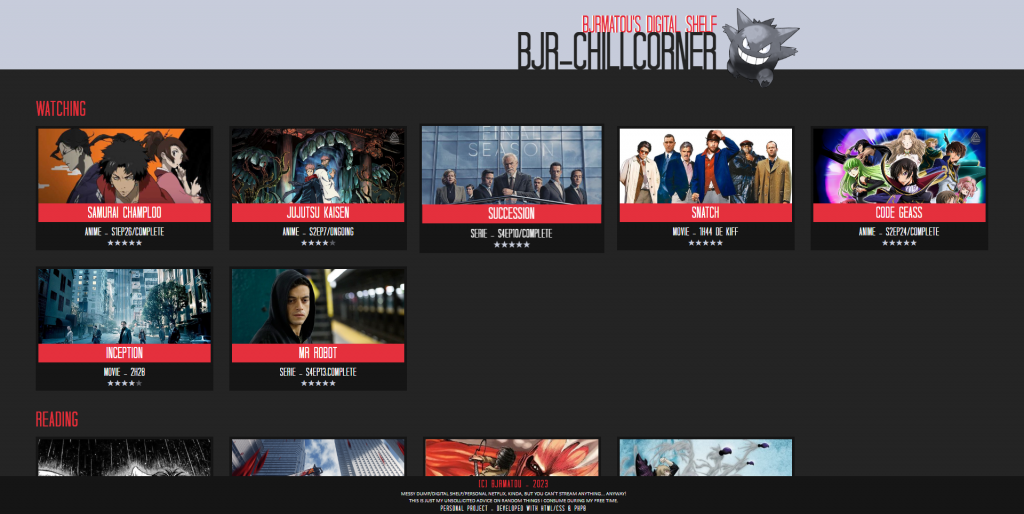 BJRMATOU'S DIGITAL SHELF
BJR_CHILLCORNER
WATCHING
FINAL
SEASON
SAMURAI CHAMPLOO
ANIME - S1EP26/COMPLETE
★★★★★
JUJUTSU KAISEN
ANIME - S2EP7/ONGOING
★★★★★
SUCCESSION
SERIE - S4EP10/COMPLETE
★★★★★
SNATCH
MOVIE - 1H44 DE KIFF
★★★★★
CODE GEASS
ANIME - S2EP24/COMPLETE
★★★★★
INCEPTION
MOVIE - 2H28
★★★★★
MR ROBOT
SERIE - S4EP13.COMPLETE
★★★★★
READING
(C) BJRMATOU - 2023
MESSY DUMP/DIGITAL SHELF/PERSONAL NETFLIX, KINDA, BUT YOU CAN'T STREAM ANYTHING... ANYWAY!
THIS IS JUST MY UNSOLLICITED ADVICE ON RANDOM THINGS I CONSUME DURING MY FREE TIME.
PERSONAL PROJECT - DEVELOPED WITH HTML/CSS & PHP8